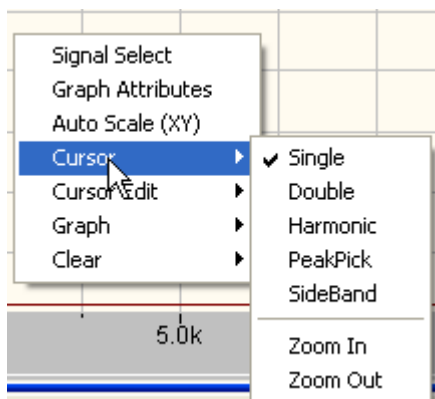 Signal Select
Graph Attributes
Auto Scale (XY)
Cursor
Cursor Edit
Graph
Clear
Single
Double
Harmonic
PeakPick
SideBand
Zoom In
Zoom Out
5.0k